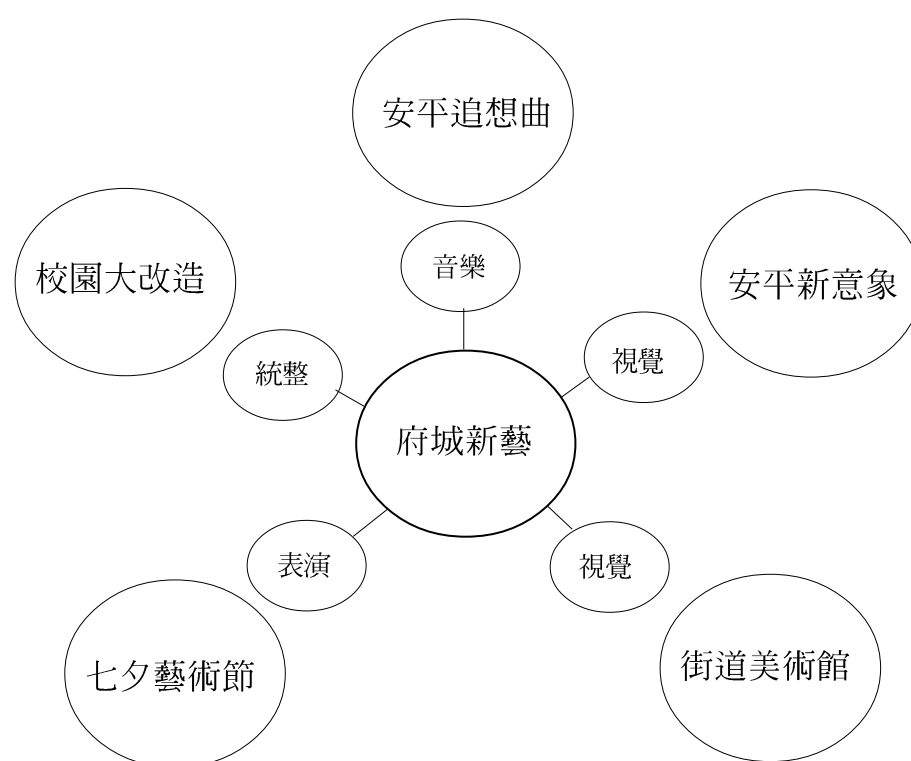 安平追想曲
音樂
校園大改造
安平新意象
視覺
統整
府城新藝
表演
視覺
七夕藝術節
街道美術館